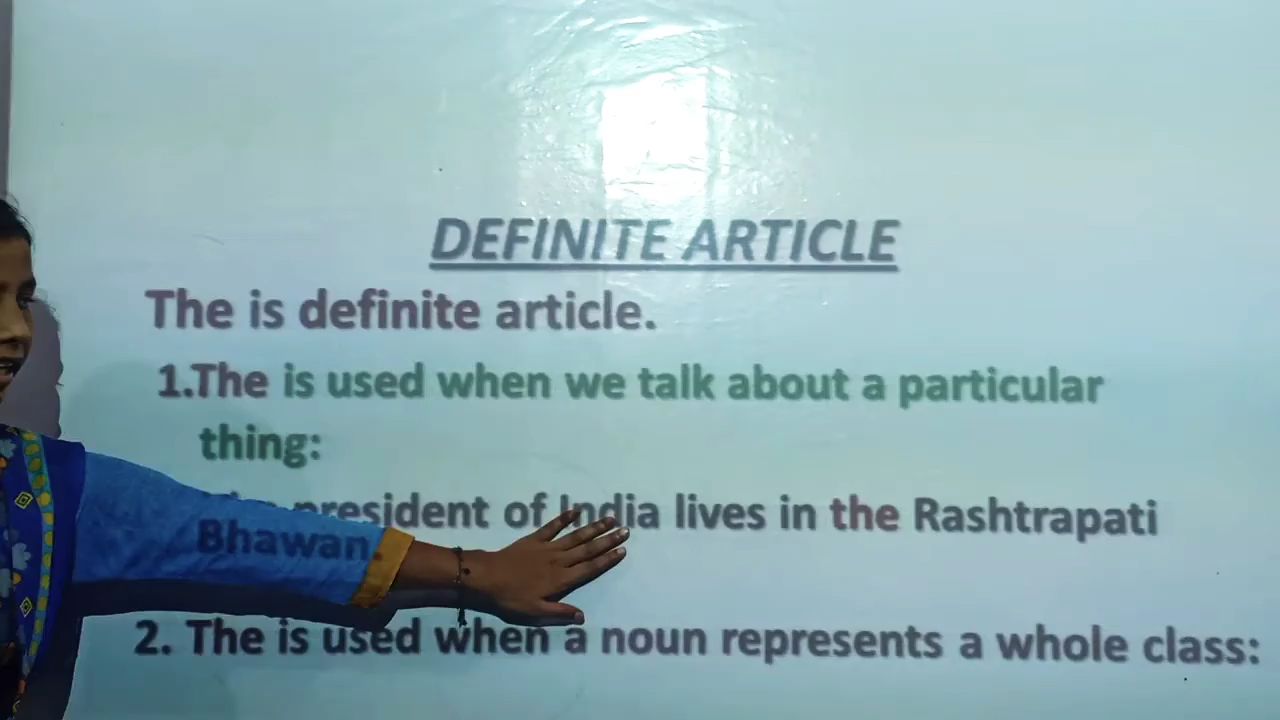 DEFINITE ARTICLE
The is definite article.
1.The is used when we talk about a particular
thing:
president of India lives in the Rashtrapati
Bhawan.
2. The is used when a noun represents a whole class: